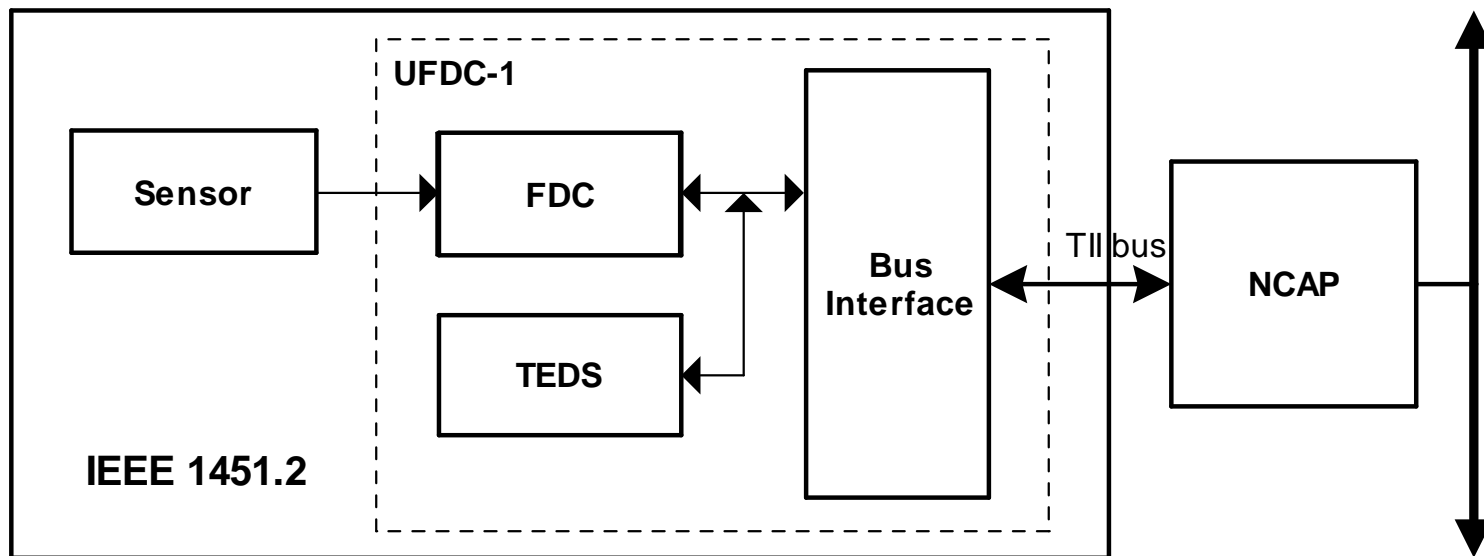 UFDC-1
Sensor
FDC
TEDS
Bus
Interface
TII bus
NCAP
IEEE 1451.2